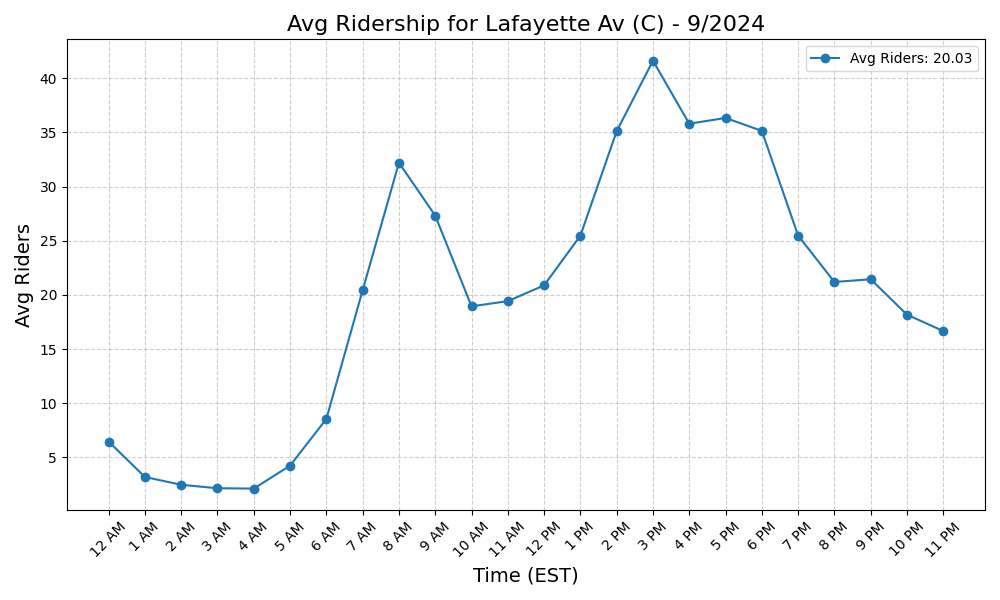 Avg Ridership for Lafayette Av (C) - 9/2024
Avg Riders: 20.03
Avg Riders
40
35
30
25
20
15
10
5
12 AM
1 AM
2 AM
3 AM
4 AM
5 AM
6 AM
7 AM
8 AM
9 AM
10 AM
11 AM
12 PM
1 PM
2 PM
3 PM
4 PM
5 PM
6 PM
7 PM
8 PM
9 PM
10 PM
11 PM
Time (EST)